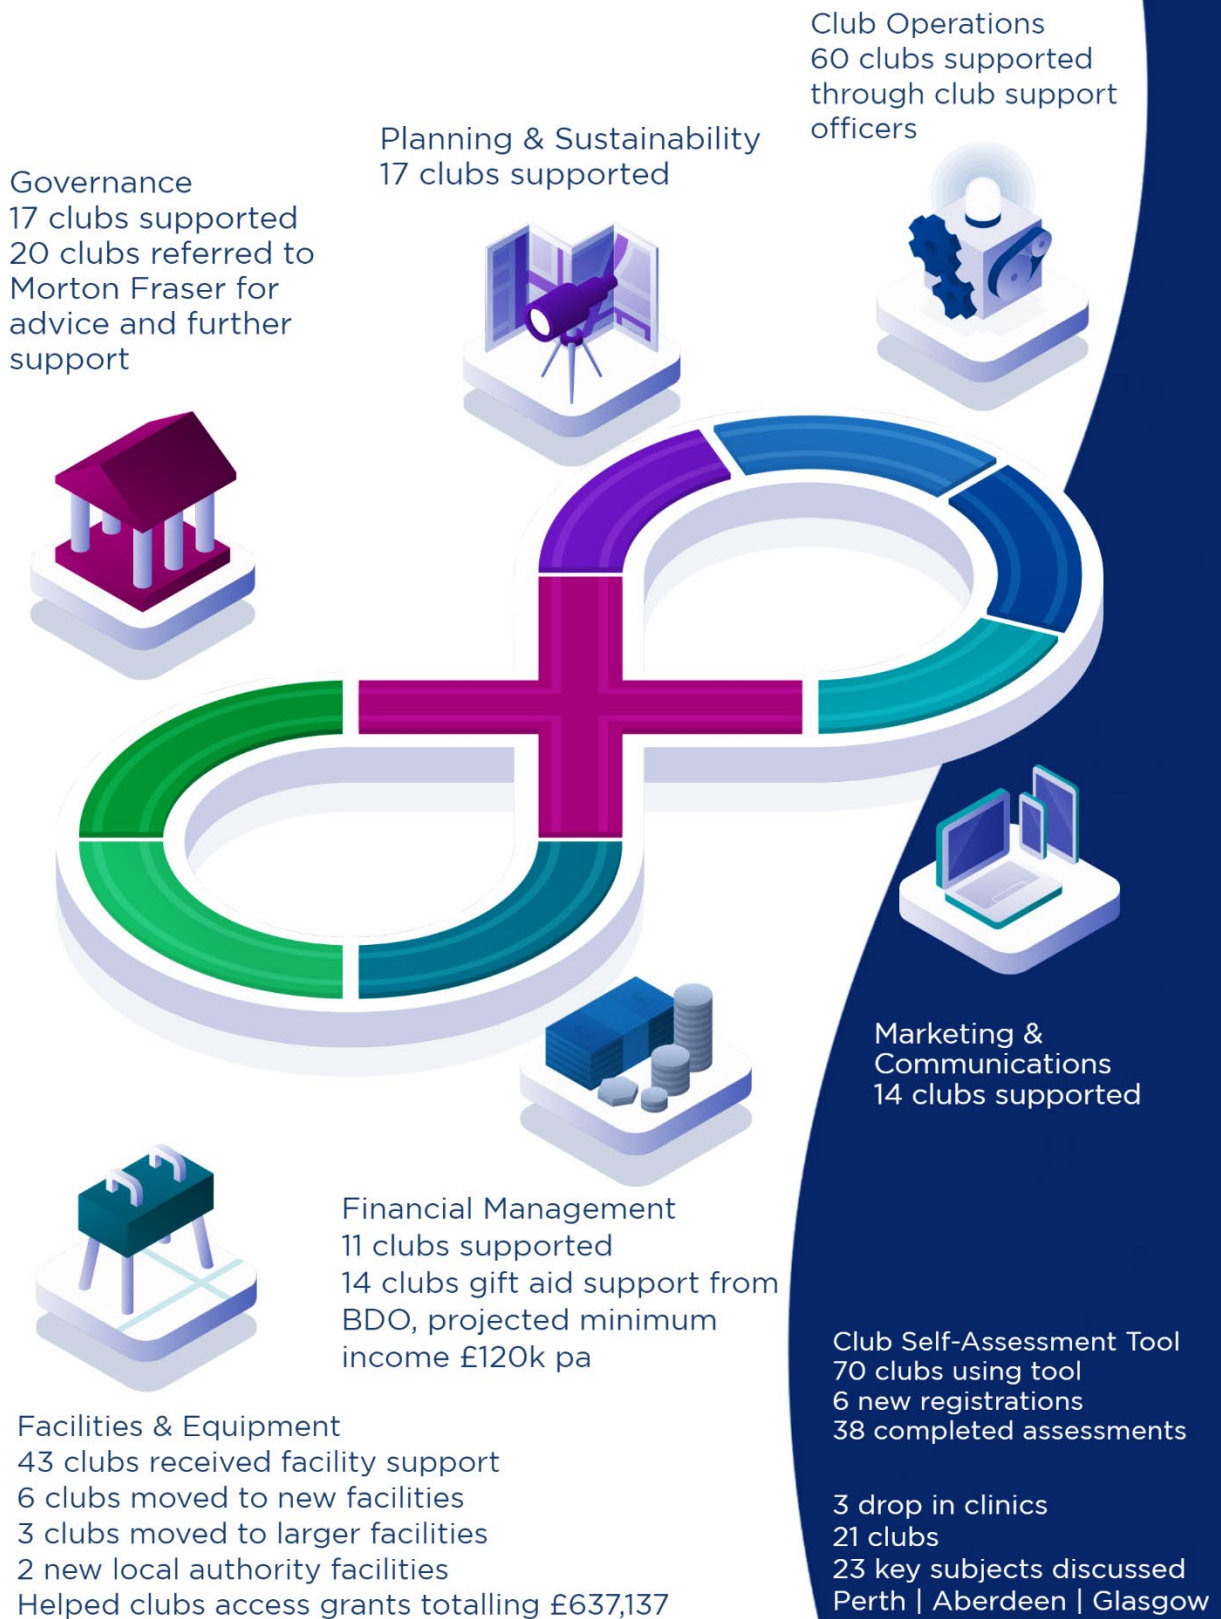 Club Operations
60 clubs supported
through club support
officers
Planning & Sustainability
17 clubs supported
Governance
17 clubs supported
20 clubs referred to
Morton Fraser for
advice and further
support
Marketing &
Communications
14 clubs supported
Financial Management
11 clubs supported
14 clubs gift aid support from
BDO, projected minimum
income £120k pa
Facilities & Equipment
43 clubs received facility support
6 clubs moved to new facilities
3 clubs moved to larger facilities
2 new local authority facilities
Helped clubs access grants totalling £637,137
Club Self-Assessment Tool
70 clubs using tool
6 new registrations
38 completed assessments
3 drop in clinics
21 clubs
23 key subjects discussed
Perth | Aberdeen | Glasgow